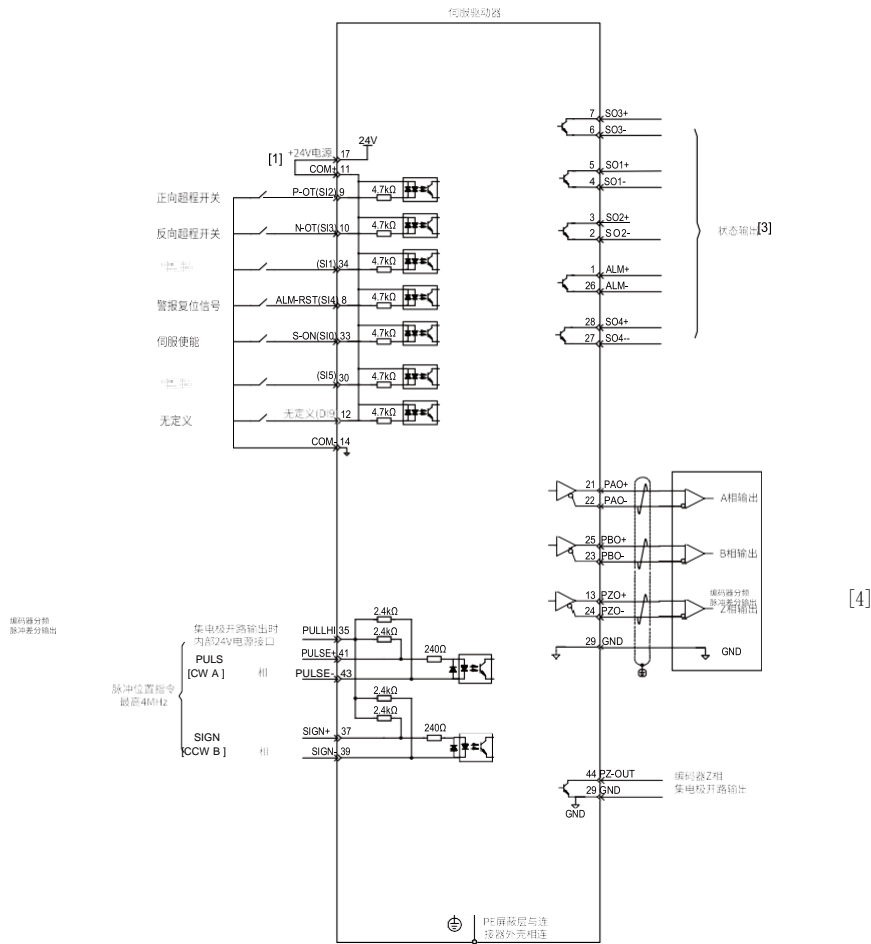 伺服驱动器
7 SO3+
6 SO3-
24V
[1] +24V电源 17
COM+ 11
5 SO1+
4 SO1-
正向超程开关 P-OT(SI2) 9 4.7kΩ
3 SO2+
2 SO2-
状态输出[3]
反向超程开关 N-OT(SI3) 10 4.7kΩ
(SI1) 34 4.7kΩ
1 ALM+
26 ALM-
警报复位信号 ALM-RST(SI4) 8 4.7kΩ
28 SO4+
27 SO4--
伺服使能 S-ON(SI0) 33 4.7kΩ
(SI5) 30 4.7kΩ
无定义 无定义(DI9 12 4.7kΩ
COM- 14
21 PAO+
22 PAO-
A相输出
25 PBO+
23 PBO-
B相输出
13 PZO+
24 PZO-
编码器分频
脉冲差分输出
Z相输出
[4]
29 GND
GND
编码器分频
脉冲差分输出
2.4kΩ
集电极开路输出时
内部24V电源接口
PULLHI 35
2.4kΩ
PULS
[CW A ] 相
PULSE+ 41
240Ω
PULSE- 43
脉冲位置指令
最高4MHz
2.4kΩ
2.4kΩ
SIGN
[CCW B ] 相
SIGN+ 37
240Ω
SIGN- 39
44 PZ-OUT
29 GND
编码器Z相
集电极开路输出
GND
PE屏蔽层与连
接器外壳相连